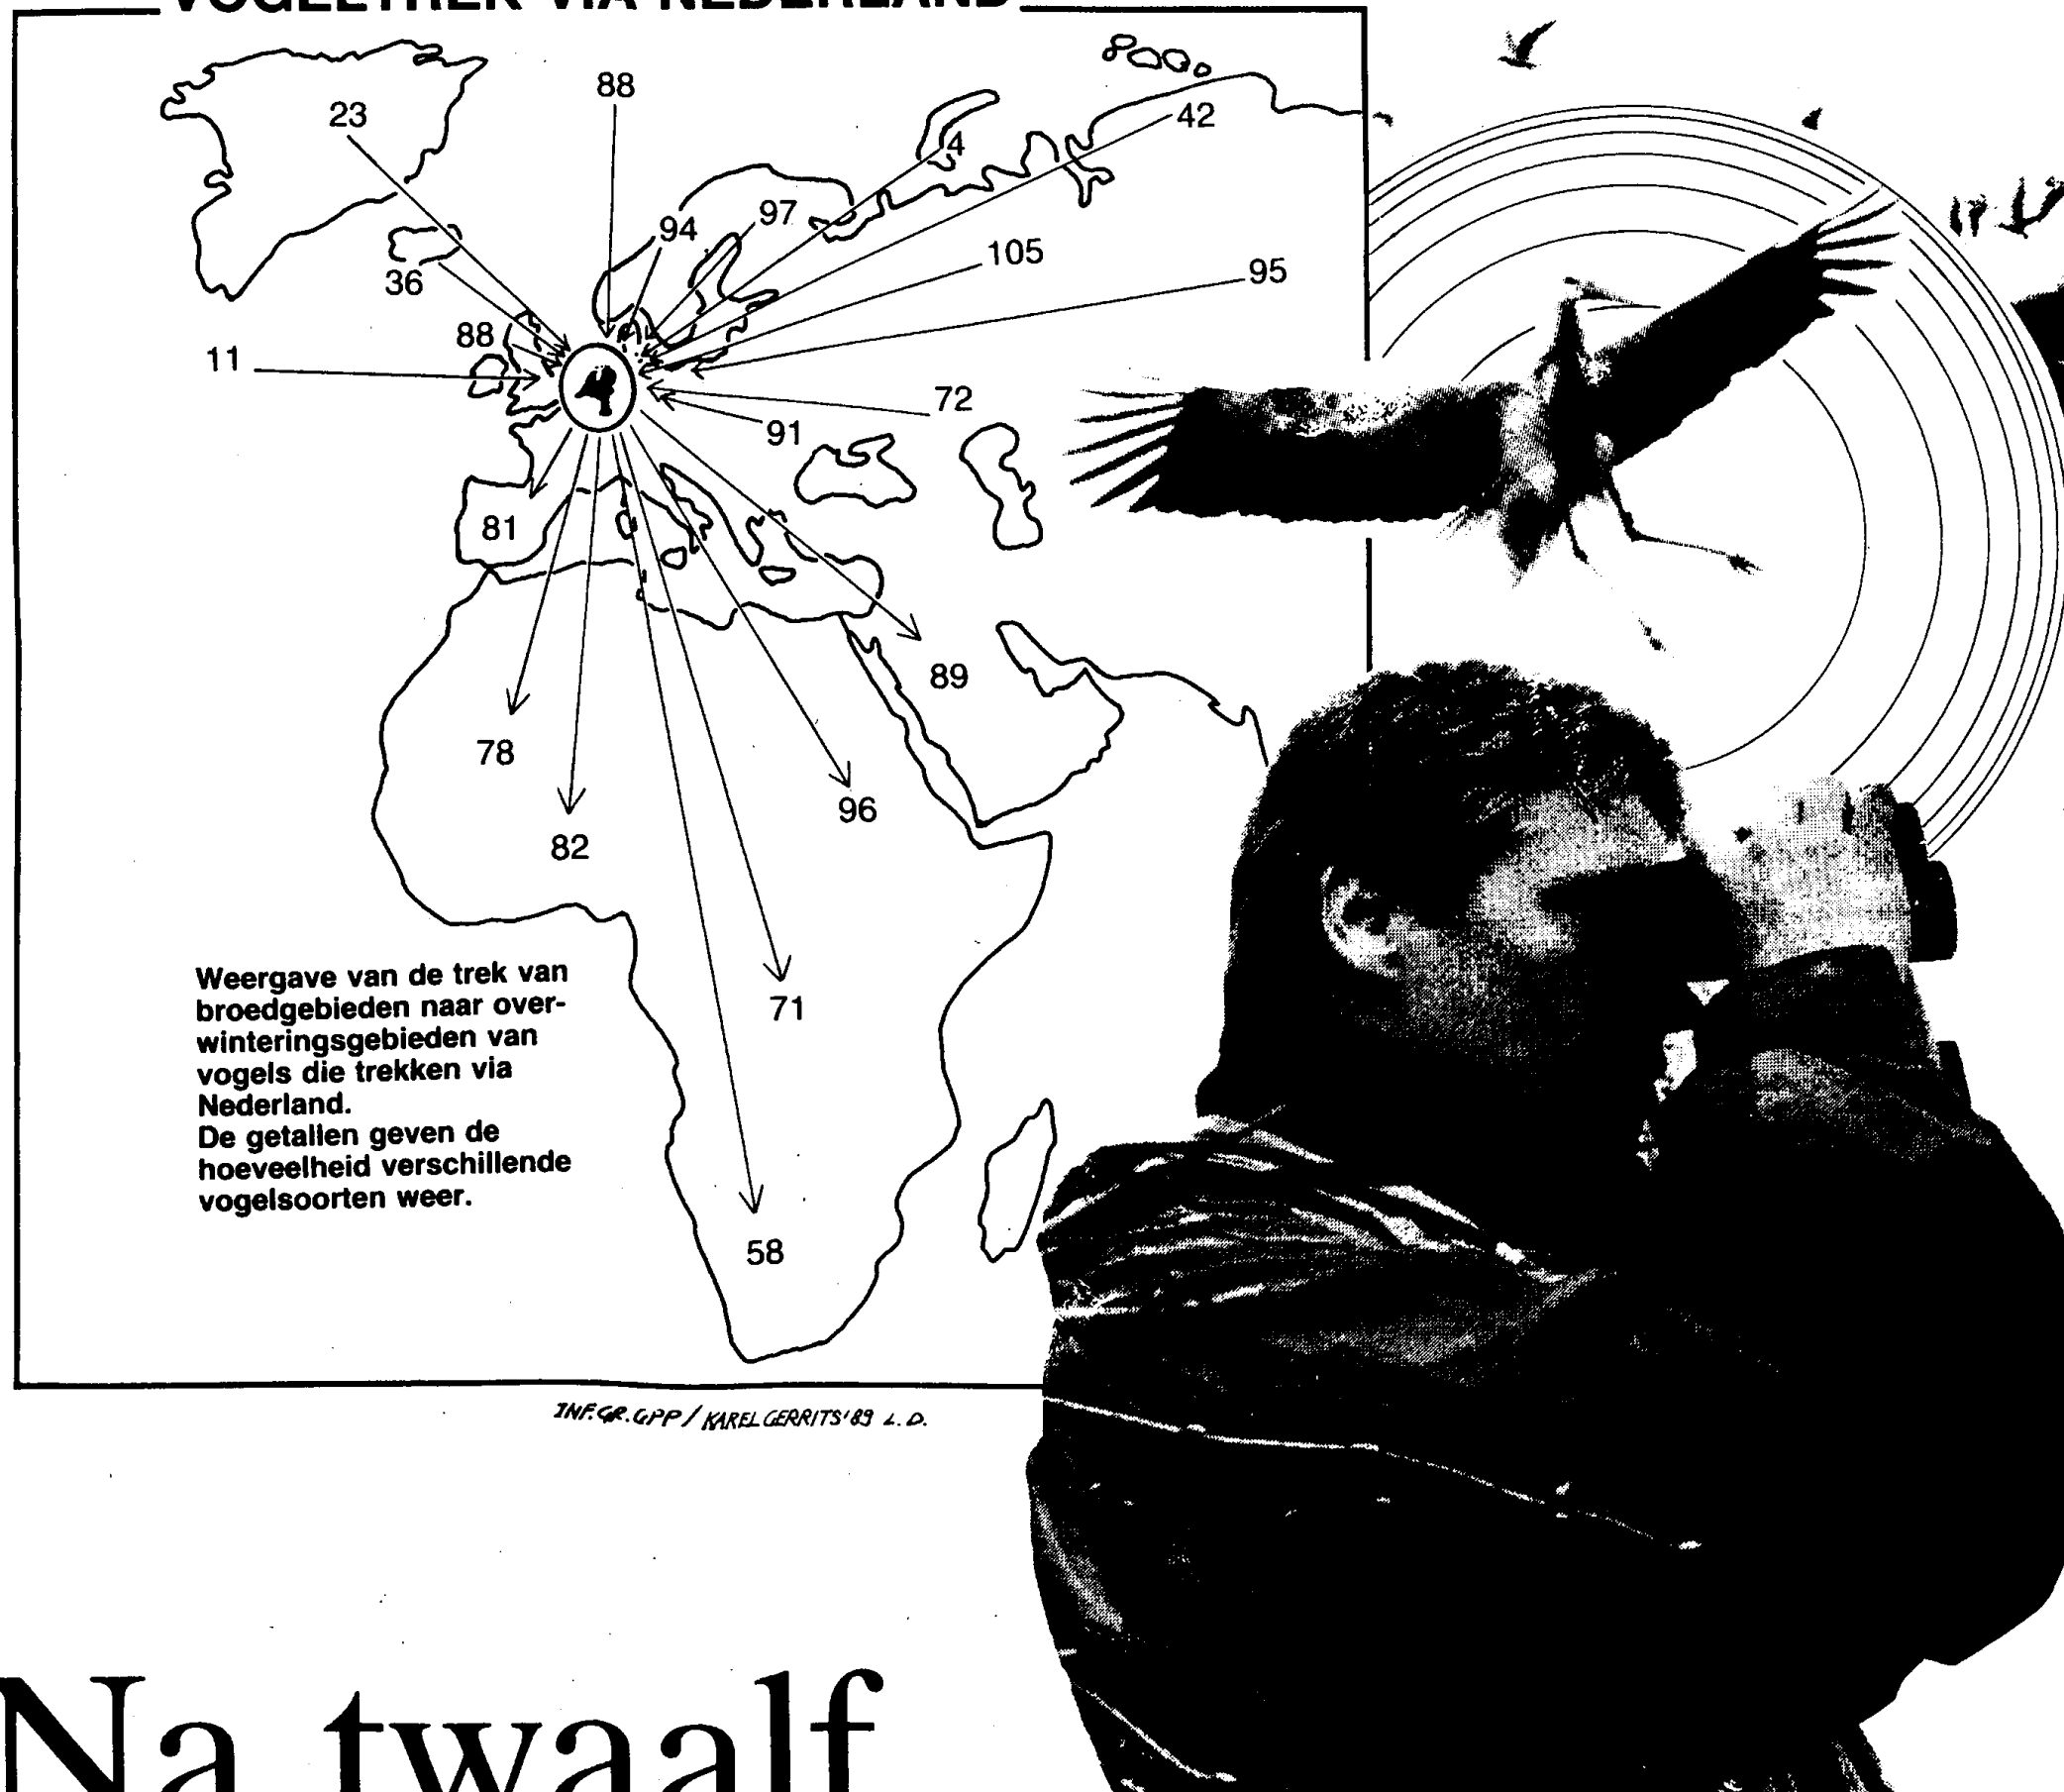 VOGELTREK VIA NEDERLAND
23
88
42
4
97
94
105
36
95
88
11
72
91
81
89
78
96
82
71
58
Weergave van de trek van
broedgebieden naar over-
winteringsgebieden van
vogels die trekken via
Nederland.
De getallen geven de
hoeveelheid verschillende
vogelsoorten weer.
INF.GR.GPP / KAREL GERRITS '89 L.D.
Na twaalf